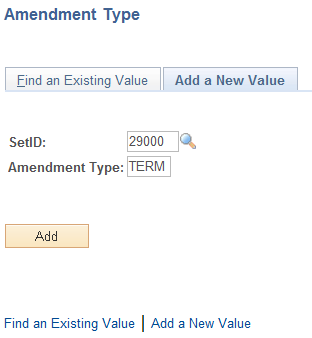 Amendment Type
Find an Existing Value Add a New Value
SetID: 29000
Amendment Type: TERM
Add
Find an Existing Value | Add a New Value